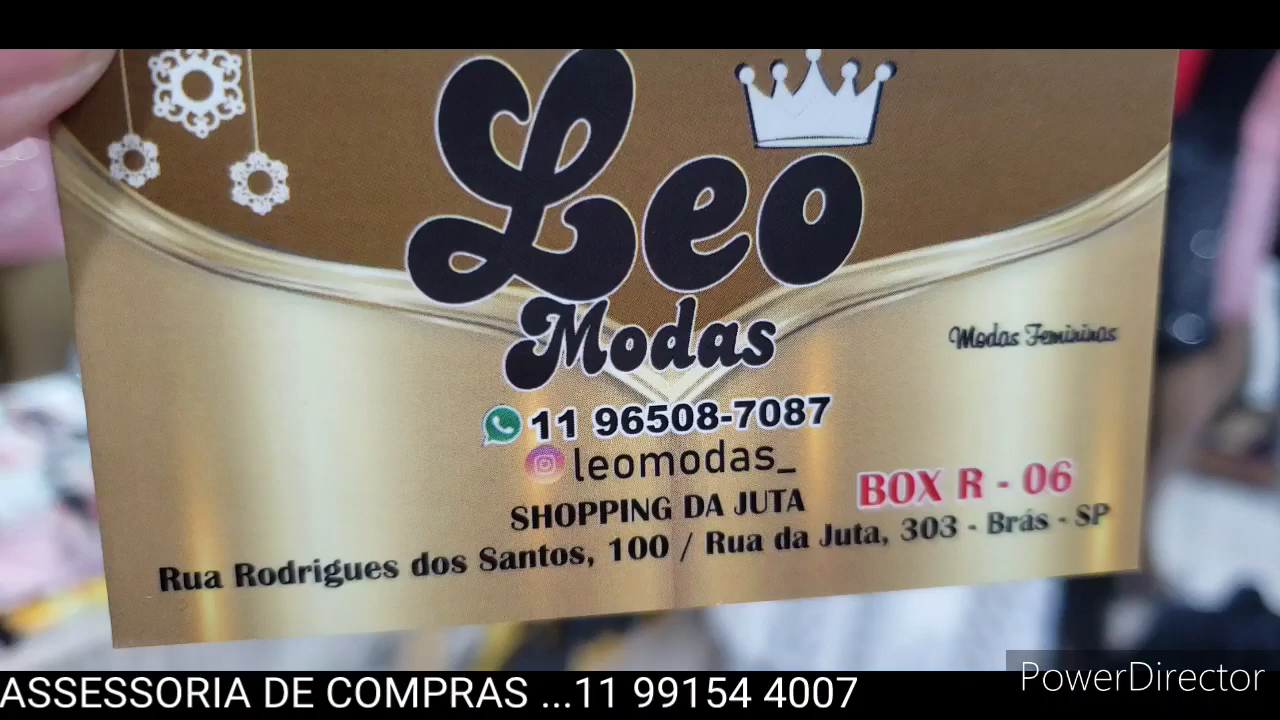 Leo
Modas
Modas Femininas
11 96508-7087
leomodas_
BOX R - 06
SHOPPING DA JUTA
Rua Rodrigues dos Santos, 100 / Rua da Juta, 303 - Brás - SP
PowerDirector
ASSESSORIA DE COMPRAS ...11 99154 4007